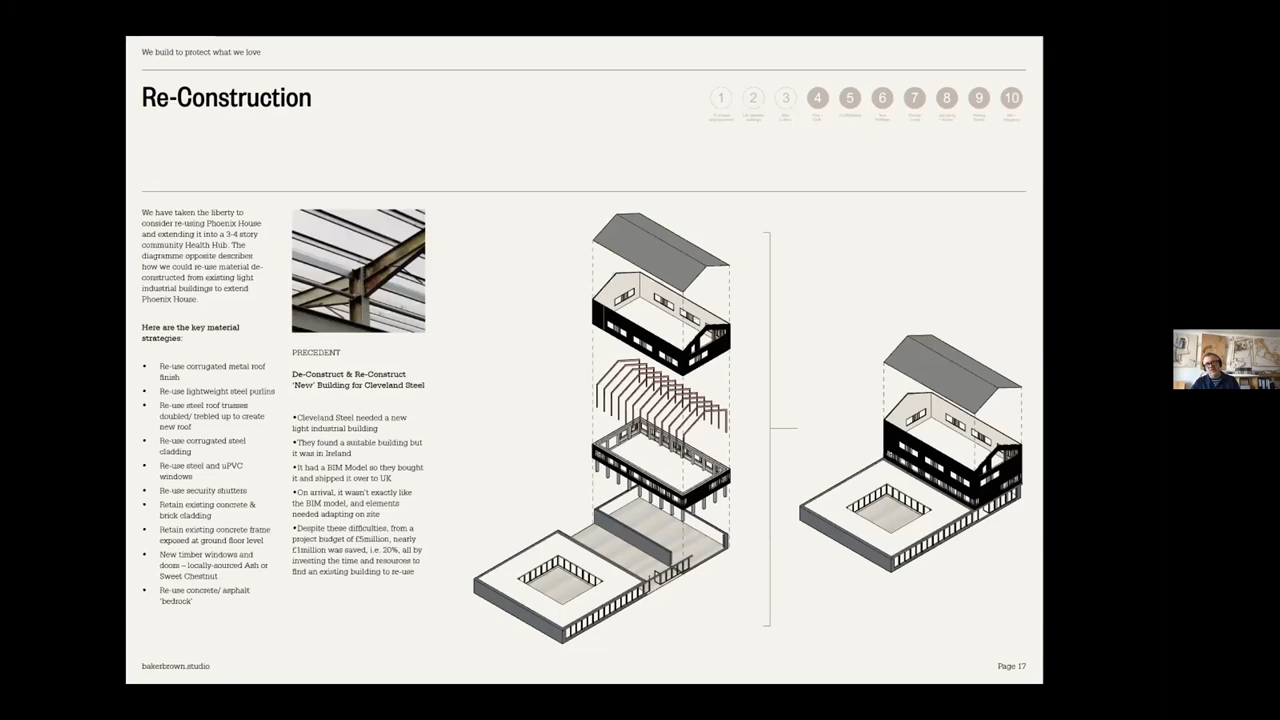 We build to protect what we love
Re-Construction
1 2 3 4 5 6 7 8 9 10
We have taken the liberty to
consider re-using Phoenix House
and extending it into a 3-4 story
community Health Hub. The
diagramme opposite describes
how we could re-use material de-
constructed from existing light
industrial buildings to extend
Phoenix House.
Here are the key material
strategies:
• Re-use corrugated metal roof
finish
• Re-use lightweight steel purlins
• Re-use steel roof trusses
doubled/ trebled up to create
new roof
• Re-use corrugated steel
cladding
• Re-use steel and uPVC
windows
• Re-use security shutters
• Retain existing concrete &
brick cladding
• Retain existing concrete frame
exposed at ground floor level
• New timber windows and
doors – locally-sourced Ash or
Sweet Chestnut
• Re-use concrete/ asphalt
‘bedrock’
PRECEDENT
De-Construct & Re-Construct
‘New’ Building for Cleveland Steel
•Cleveland Steel needed a new
light industrial building
•They found a suitable building but
it was in Ireland
•It had a BIM Model so they bought
it and shipped it over to UK
•On arrival, it wasn’t exactly like
the BIM model, and elements
needed adapting on site
•Despite these difficulties, from a
project budget of £5million, nearly
£1million was saved, i.e. 20%, all by
investing the time and resources to
find an existing building to re-use
bakerbrown.studio
Page 17